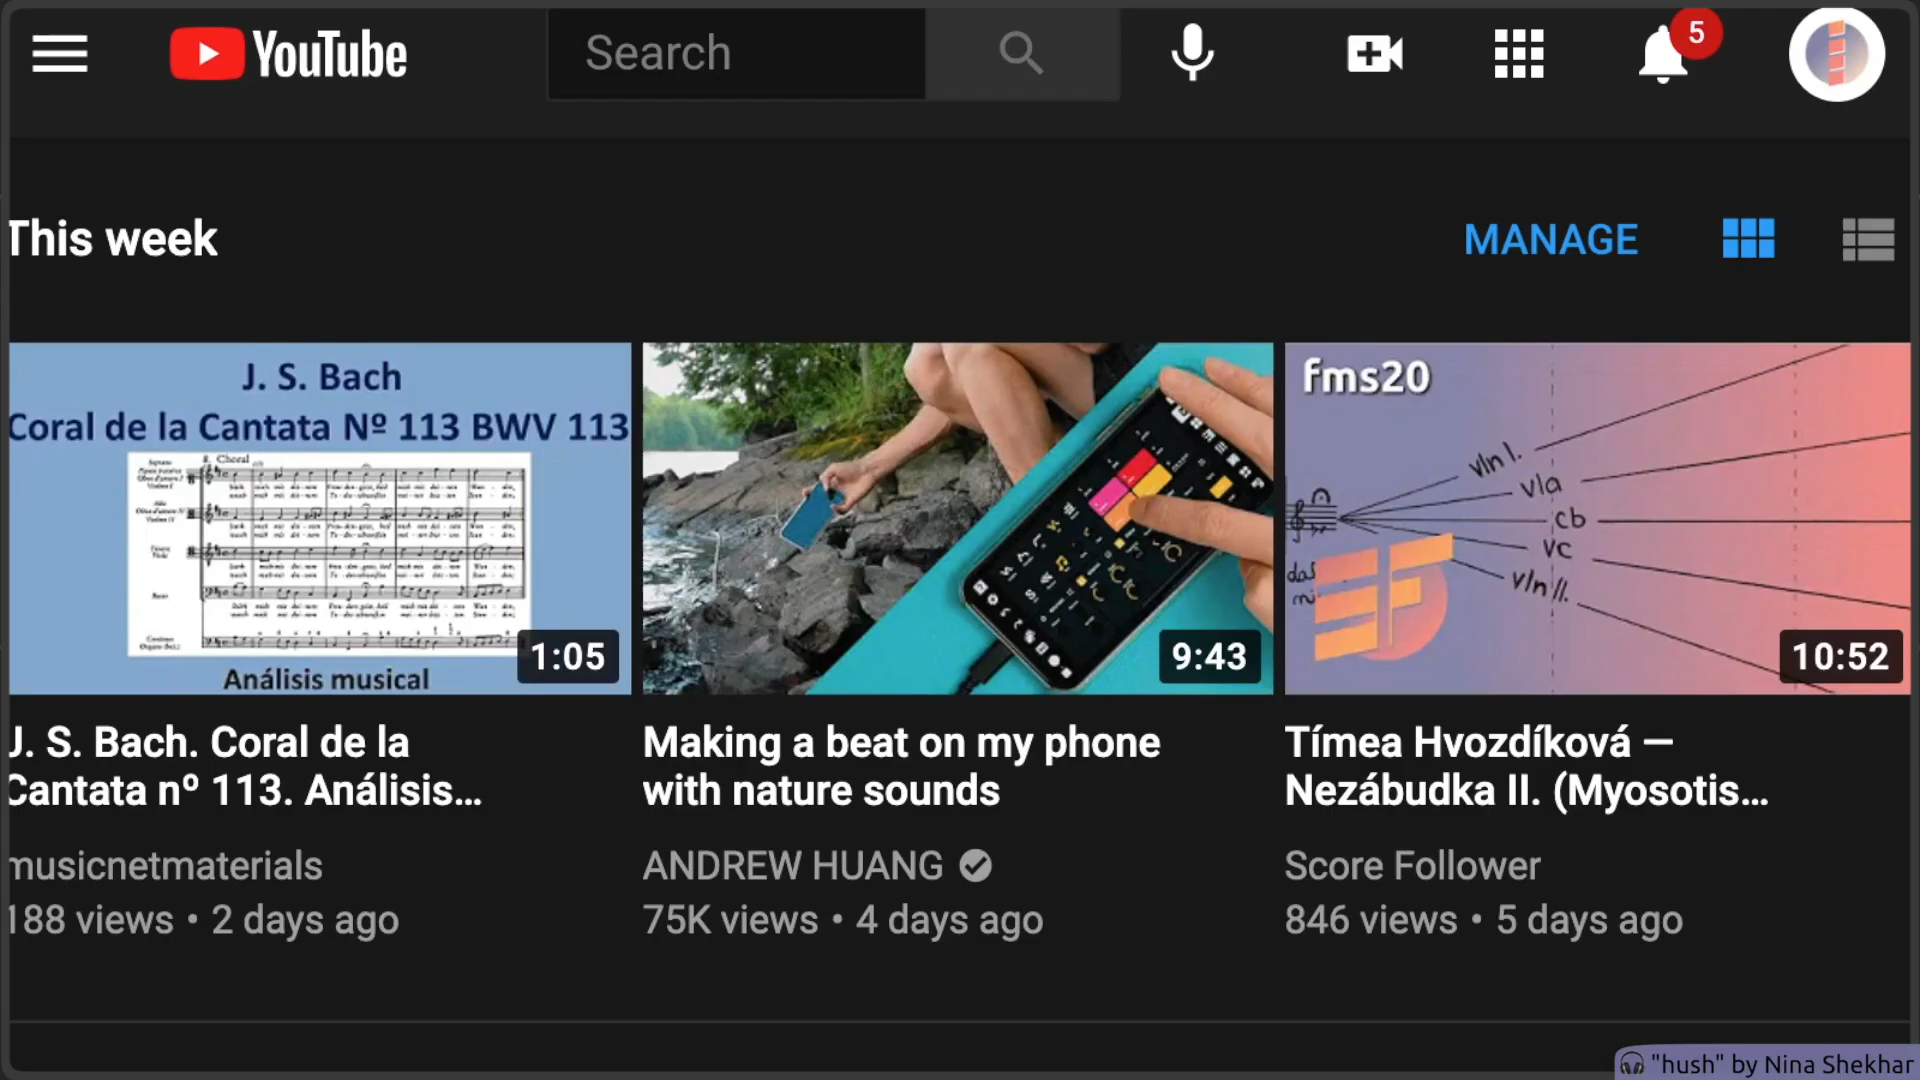 YouTube
Search
5
This week
MANAGE
J. S. Bach
Coral de la Cantata Nº 113 BWV 113
8. Choral
Análisis musical
1:05
9:43
fms20
vln I.
vla
cb
vc
vln II.
10:52
J. S. Bach. Coral de la
Cantata nº 113. Análisis...
musicnetmaterials
188 views • 2 days ago
Making a beat on my phone
with nature sounds
ANDREW HUANG
75K views • 4 days ago
Tímea Hvozdíková —
Nezábudka II. (Myosotis...
Score Follower
846 views • 5 days ago
"hush" by Nina Shekhar